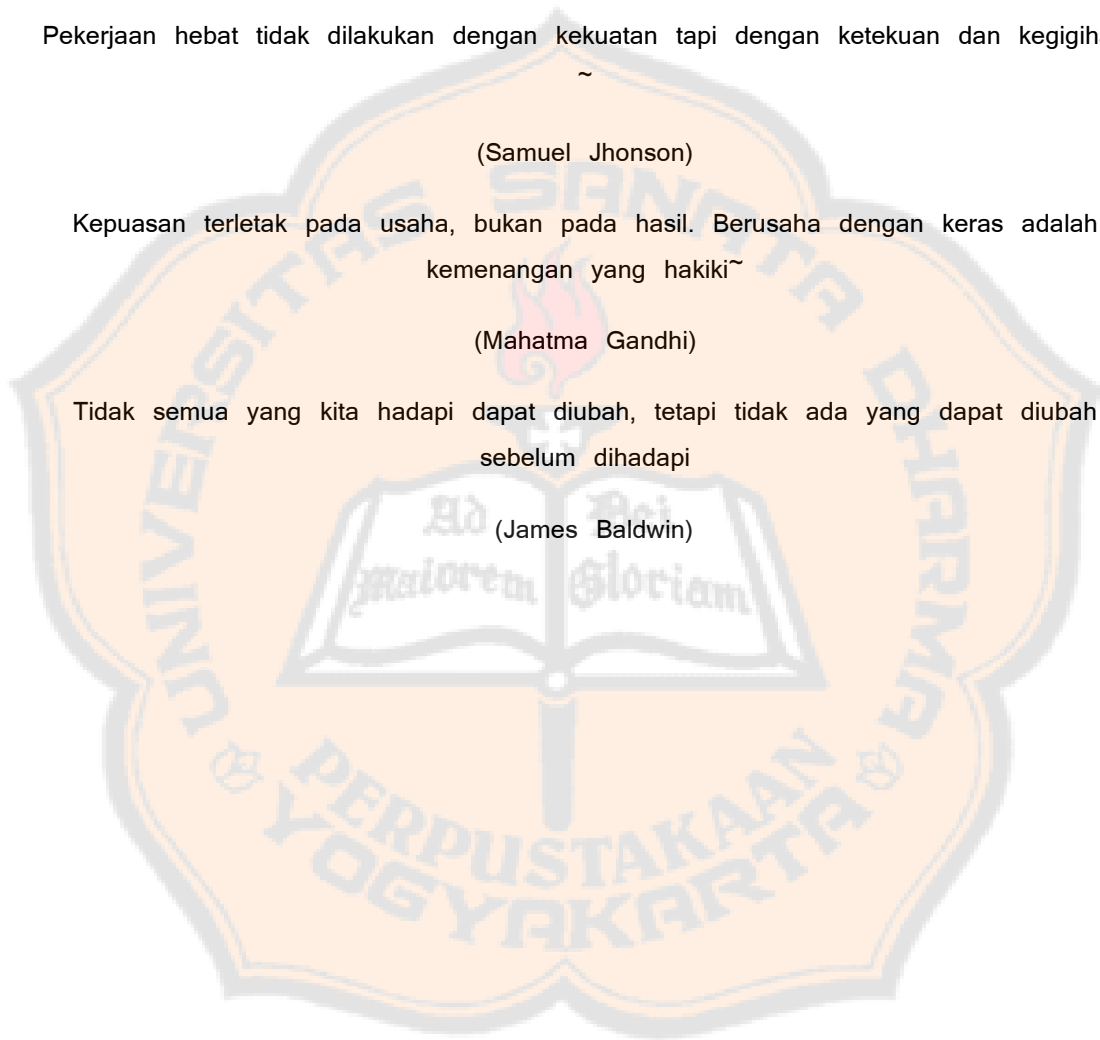 Pekerjaan hebat tidak dilakukan dengan kekuatan tapi dengan ketekuan dan kegigih
~
(Samuel Jhonson)
Kepuasan terletak pada usaha, bukan pada hasil. Berusaha dengan keras adalah
kemenangan yang hakiki~
(Mahatma Gandhi)
Tidak semua yang kita hadapi dapat diubah, tetapi tidak ada yang dapat diubah
sebelum dihadapi
(James Baldwin)
UNIVERSITAS SANATA DHARMA
Ad Dei
Maiorem Gloriam
PERPUSTAKAAN
YOGYAKARTA